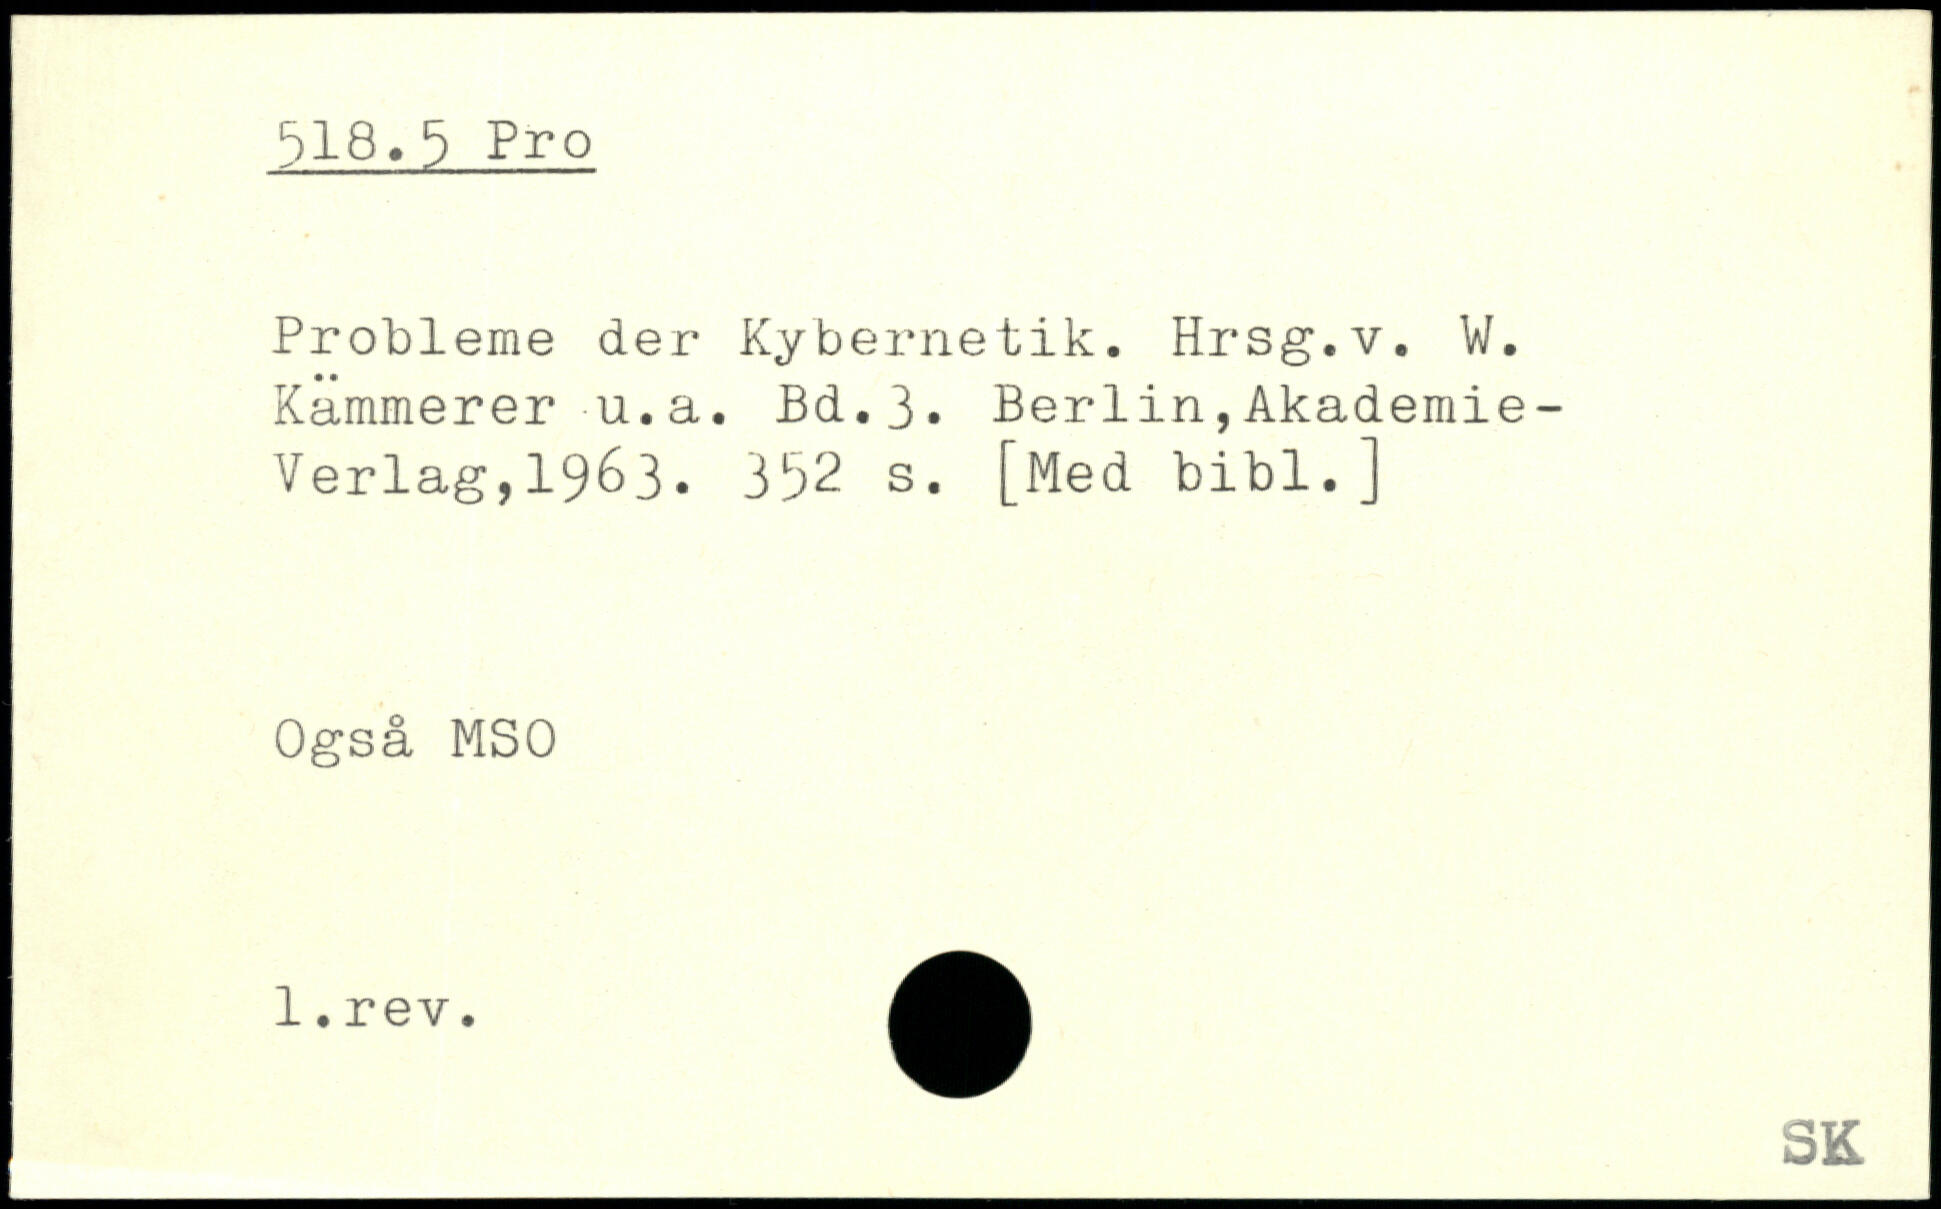 518.5 Pro
Probleme der Kybernetik. Hrsg.v. W.
Kämmerer u.a. Bd.3. Berlin,Akademie-
Verlag,1963. 352 s. [Med bibl.]
Også MSO
1.rev.
SK